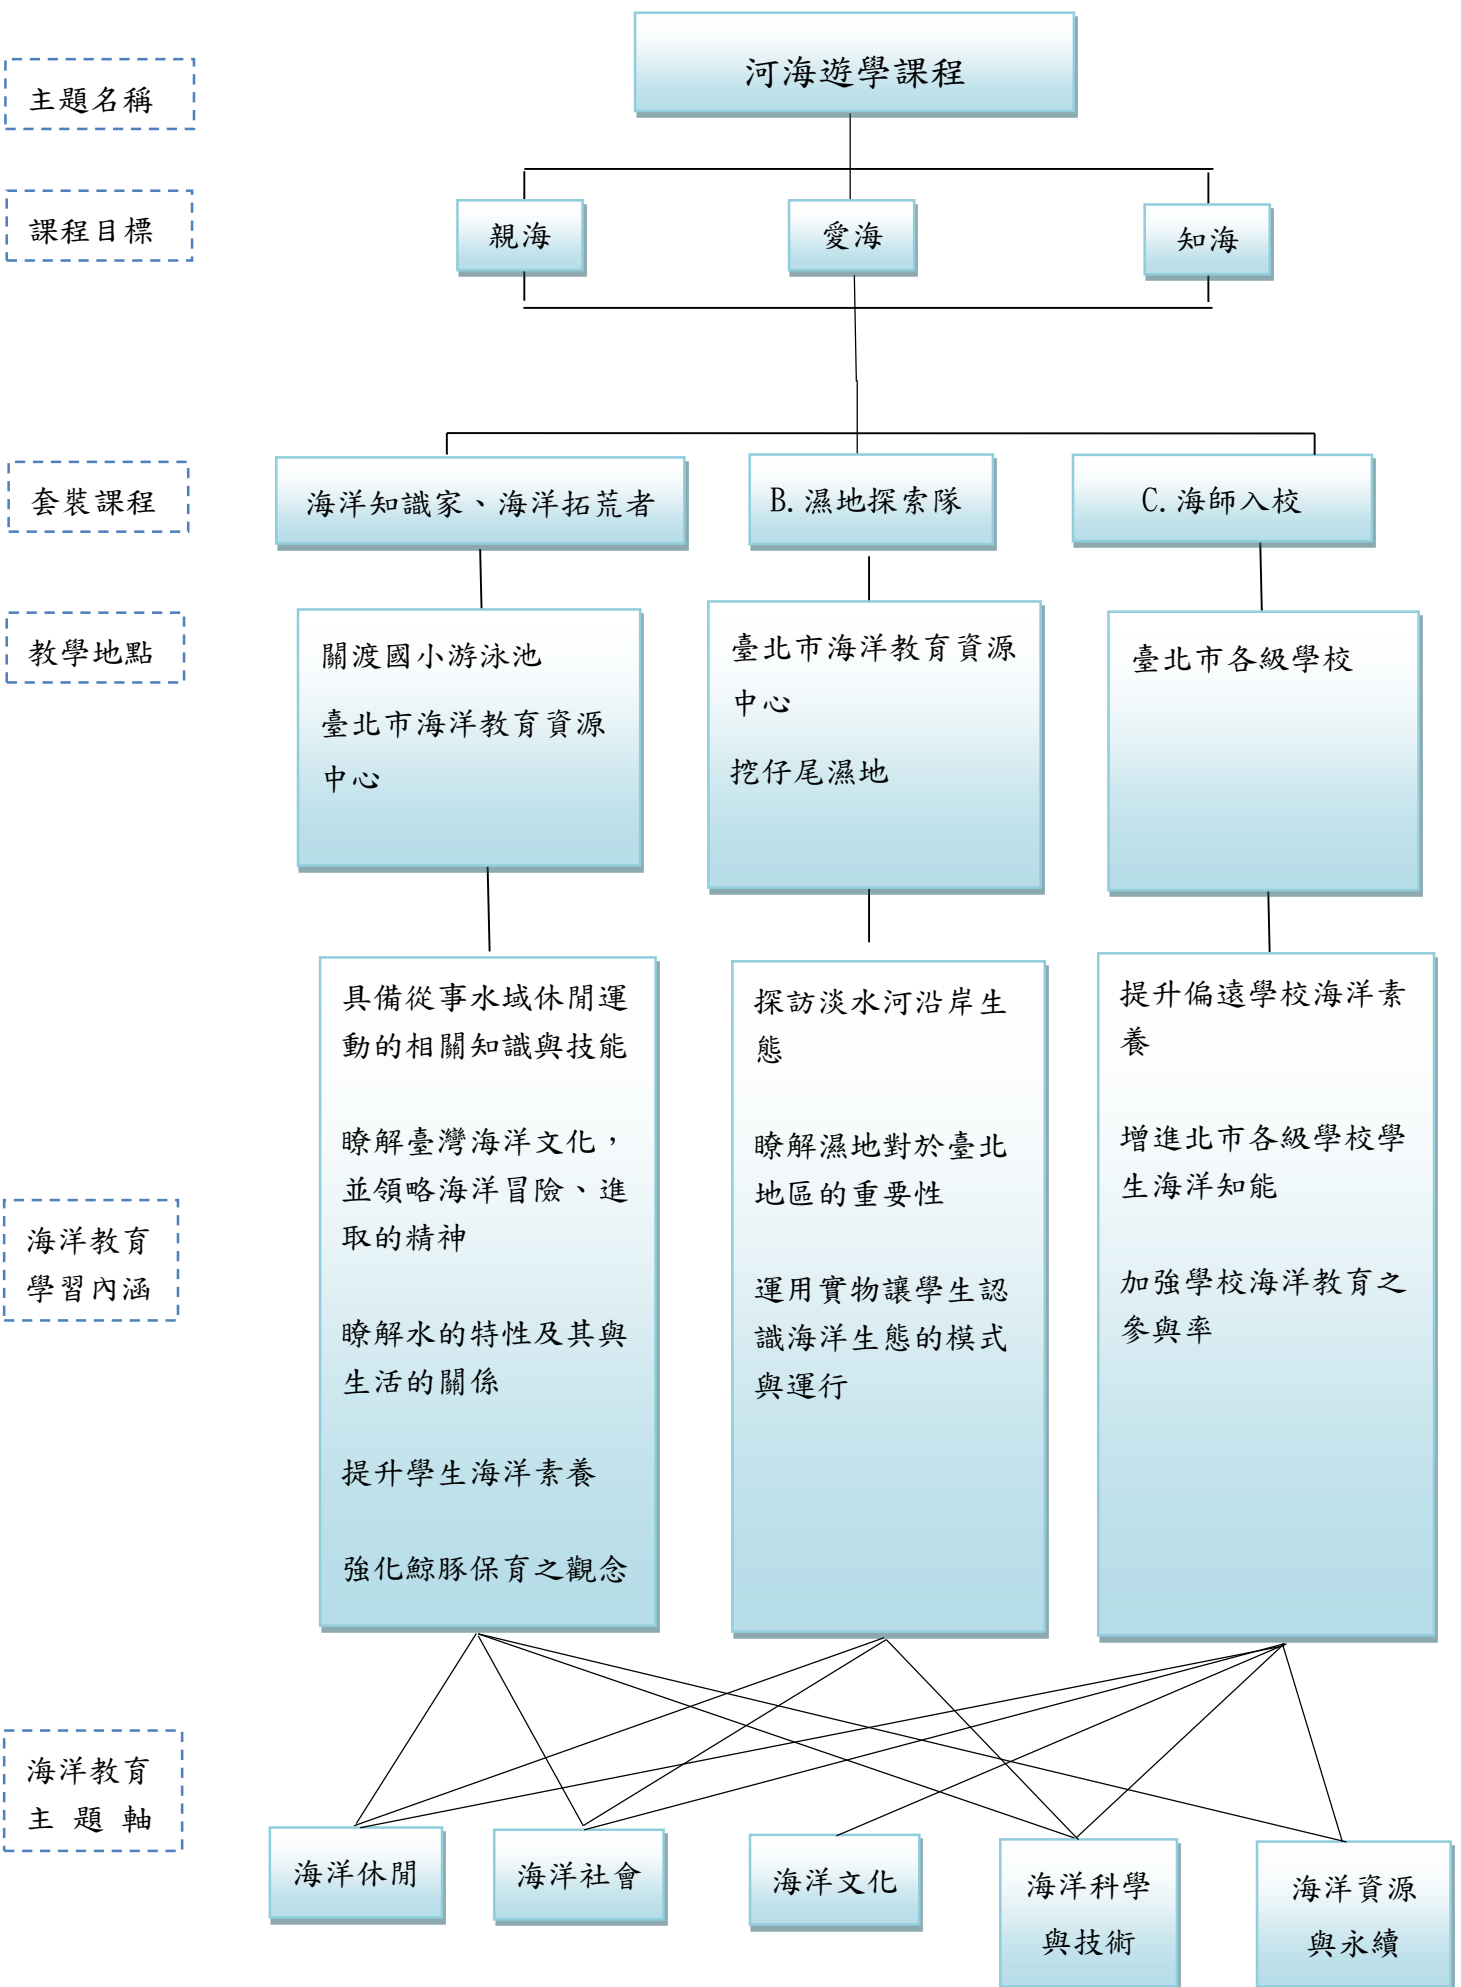 主題名稱
河海遊學課程
課程目標
親海
愛海
知海
套裝課程
海洋知識家、海洋拓荒者
B.濕地探索隊
C.海師入校
教學地點
關渡國小游泳池
臺北市海洋教育資源
中心
臺北市海洋教育資源
中心
挖仔尾濕地
臺北市各級學校
海洋教育
學習內涵
具備從事水域休閒運
動的相關知識與技能
瞭解臺灣海洋文化，
並領略海洋冒險、進
取的精神
瞭解水的特性及其與
生活的關係
提升學生海洋素養
強化鯨豚保育之觀念
探訪淡水河沿岸生
態
瞭解濕地對於臺北
地區的重要性
運用實物讓學生認
識海洋生態的模式
與運行
提升偏遠學校海洋素
養
增進北市各級學校學
生海洋知能
加強學校海洋教育之
參與率
海洋教育
主 題 軸
海洋休閒
海洋社會
海洋文化
海洋科學
與技術
海洋資源
與永續